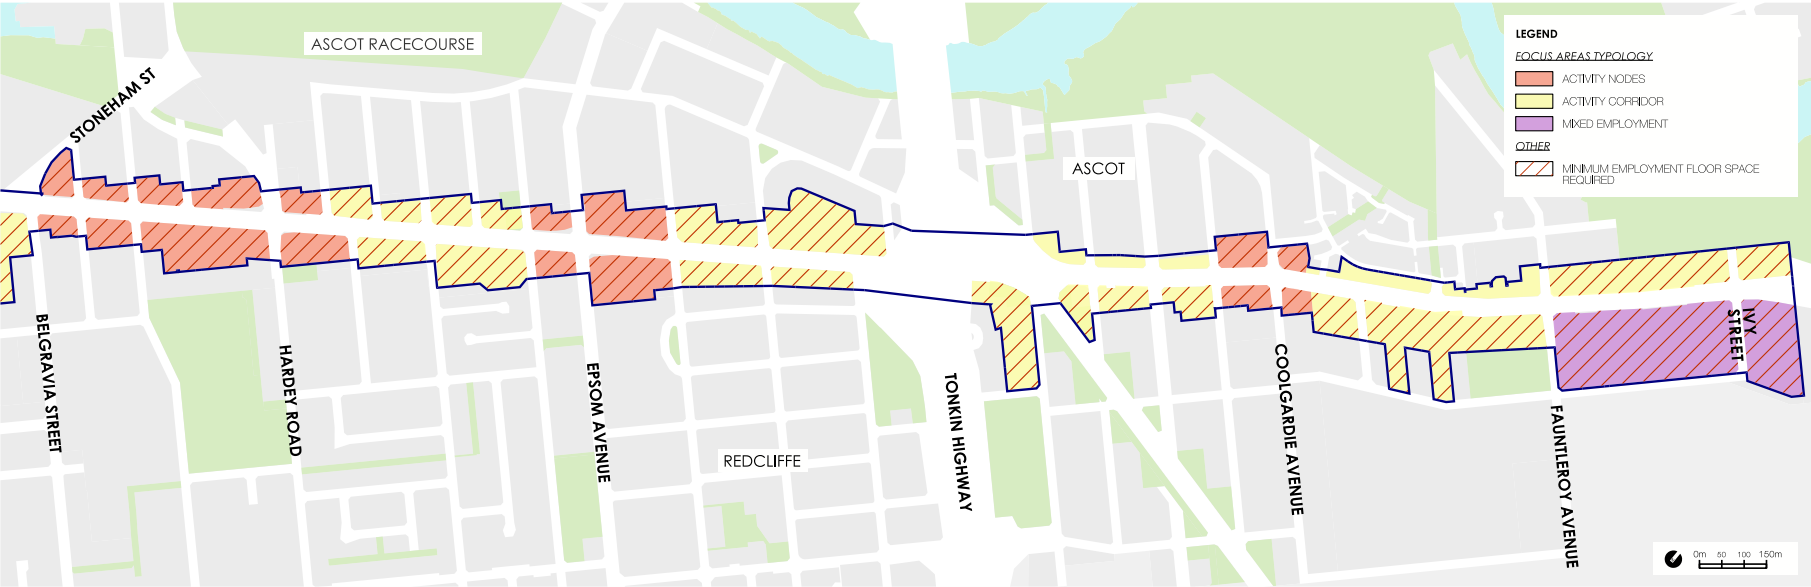 ASCOT RACECOURSE
STONEHAM ST
ASCOT
LEGEND
FOCUS AREAS TYPOLOGY
ACTIVITY NODES
ACTIVITY CORRIDOR
MIXED EMPLOYMENT
OTHER
MINIMUM EMPLOYMENT FLOOR SPACE
REQUIRED
BELGRAVIA STREET
HARDEY ROAD
EPSOM AVENUE
REDCLIFFE
TONKIN HIGHWAY
COOLGARDIE AVENUE
FAUNTLEROY AVENUE
IVY
STREET
0m 50 100 150m